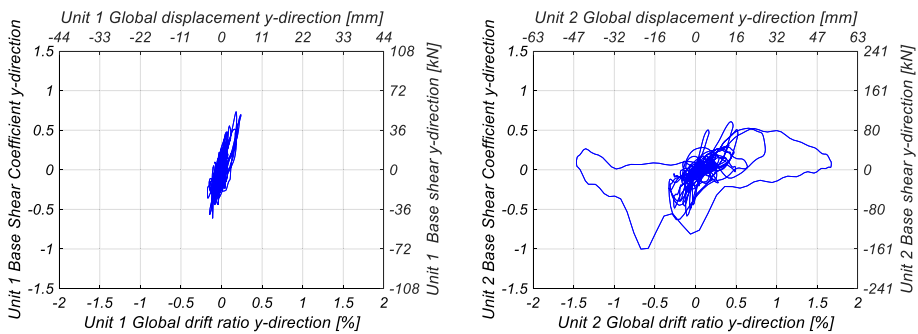 Unit 1 Global displacement y-direction [mm]
-44 -33 -22 -11 0 11 22 33 44
Unit 1 Base Shear Coefficient y-direction
1.5 1 0.5 0 -0.5 -1 -1.5
108 72 36 0 -36 -72 -108
Unit 1 Base shear y-direction [kN]
-2 -1.5 -1 -0.5 0 0.5 1 1.5 2
Unit 1 Global drift ratio y-direction [%]
Unit 2 Global displacement y-direction [mm]
-63 -47 -32 -16 0 16 32 47 63
Unit 2 Base Shear Coefficient y-direction
1.5 1 0.5 0 -0.5 -1 -1.5
241 161 80 0 -80 -161 -241
Unit 2 Base shear y-direction [kN]
-2 -1.5 -1 -0.5 0 0.5 1 1.5 2
Unit 2 Global drift ratio y-direction [%]